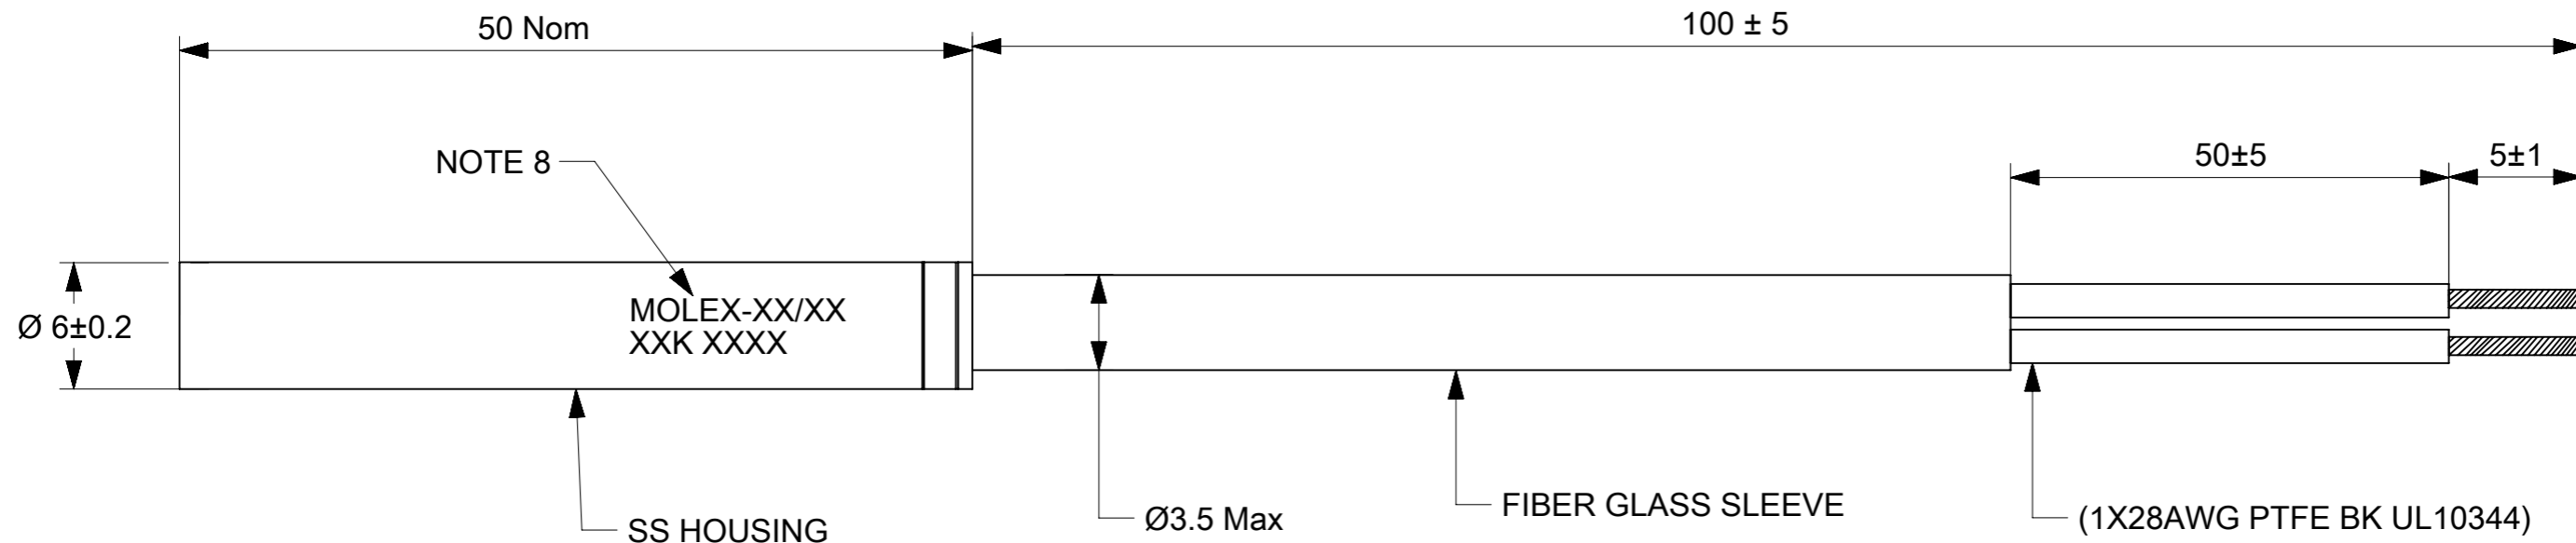 50 Nom
100 ± 5
NOTE 8
50±5
5±1
Ø 6±0.2
MOLEX-XX/XX
XXK XXXX
SS HOUSING
Ø3.5 Max
FIBER GLASS SLEEVE
(1X28AWG PTFE BK UL10344)